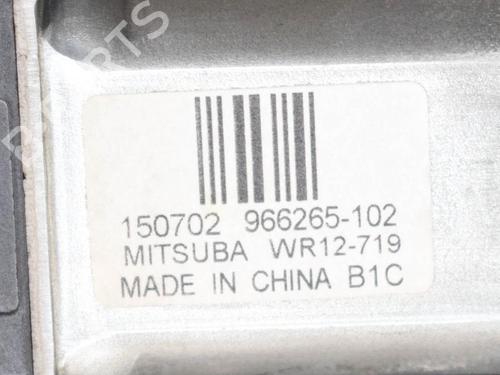 150702 966265-102
MITSUBA WR12-719
MADE IN CHINA B1C